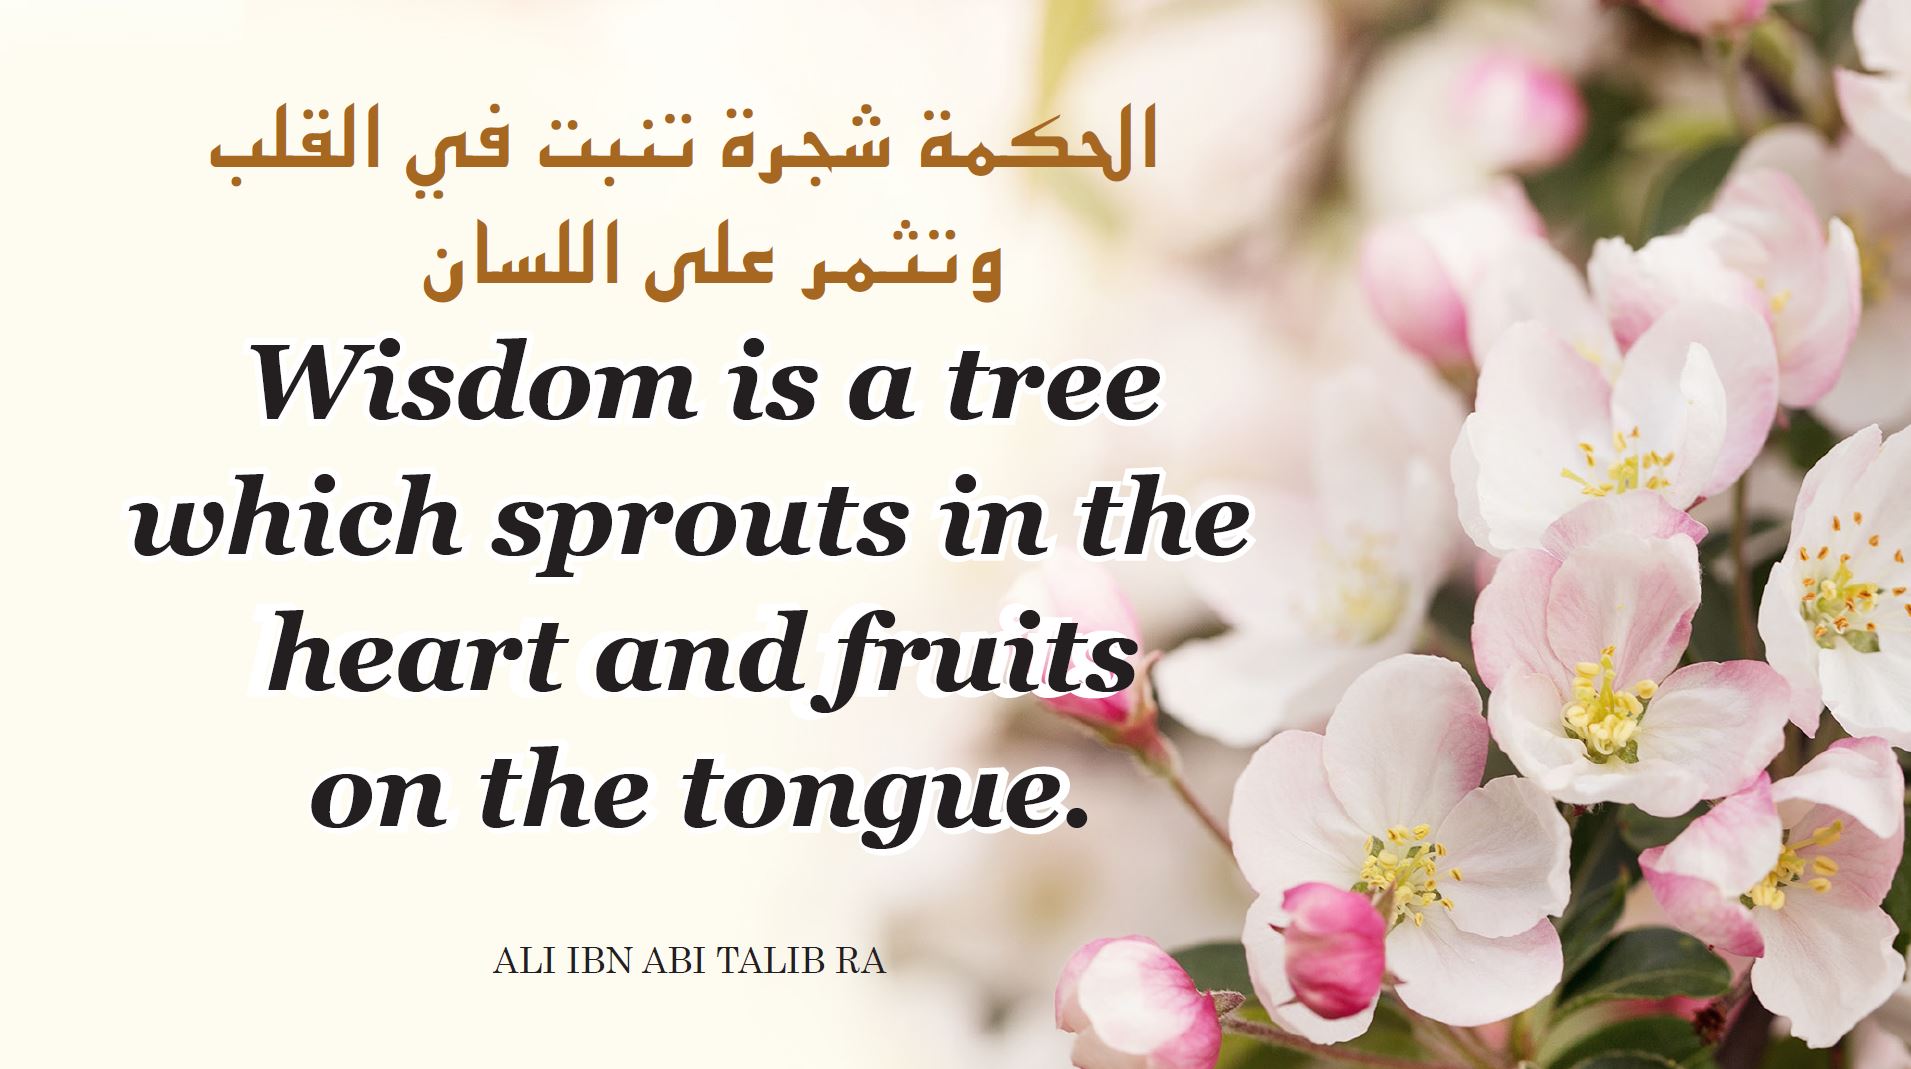 الحكمة شجرة تنبت في القلب
وتثمر على اللسان
Wisdom is a tree
which sprouts in the
heart and fruits
on the tongue.
ALI IBN ABI TALIB RA